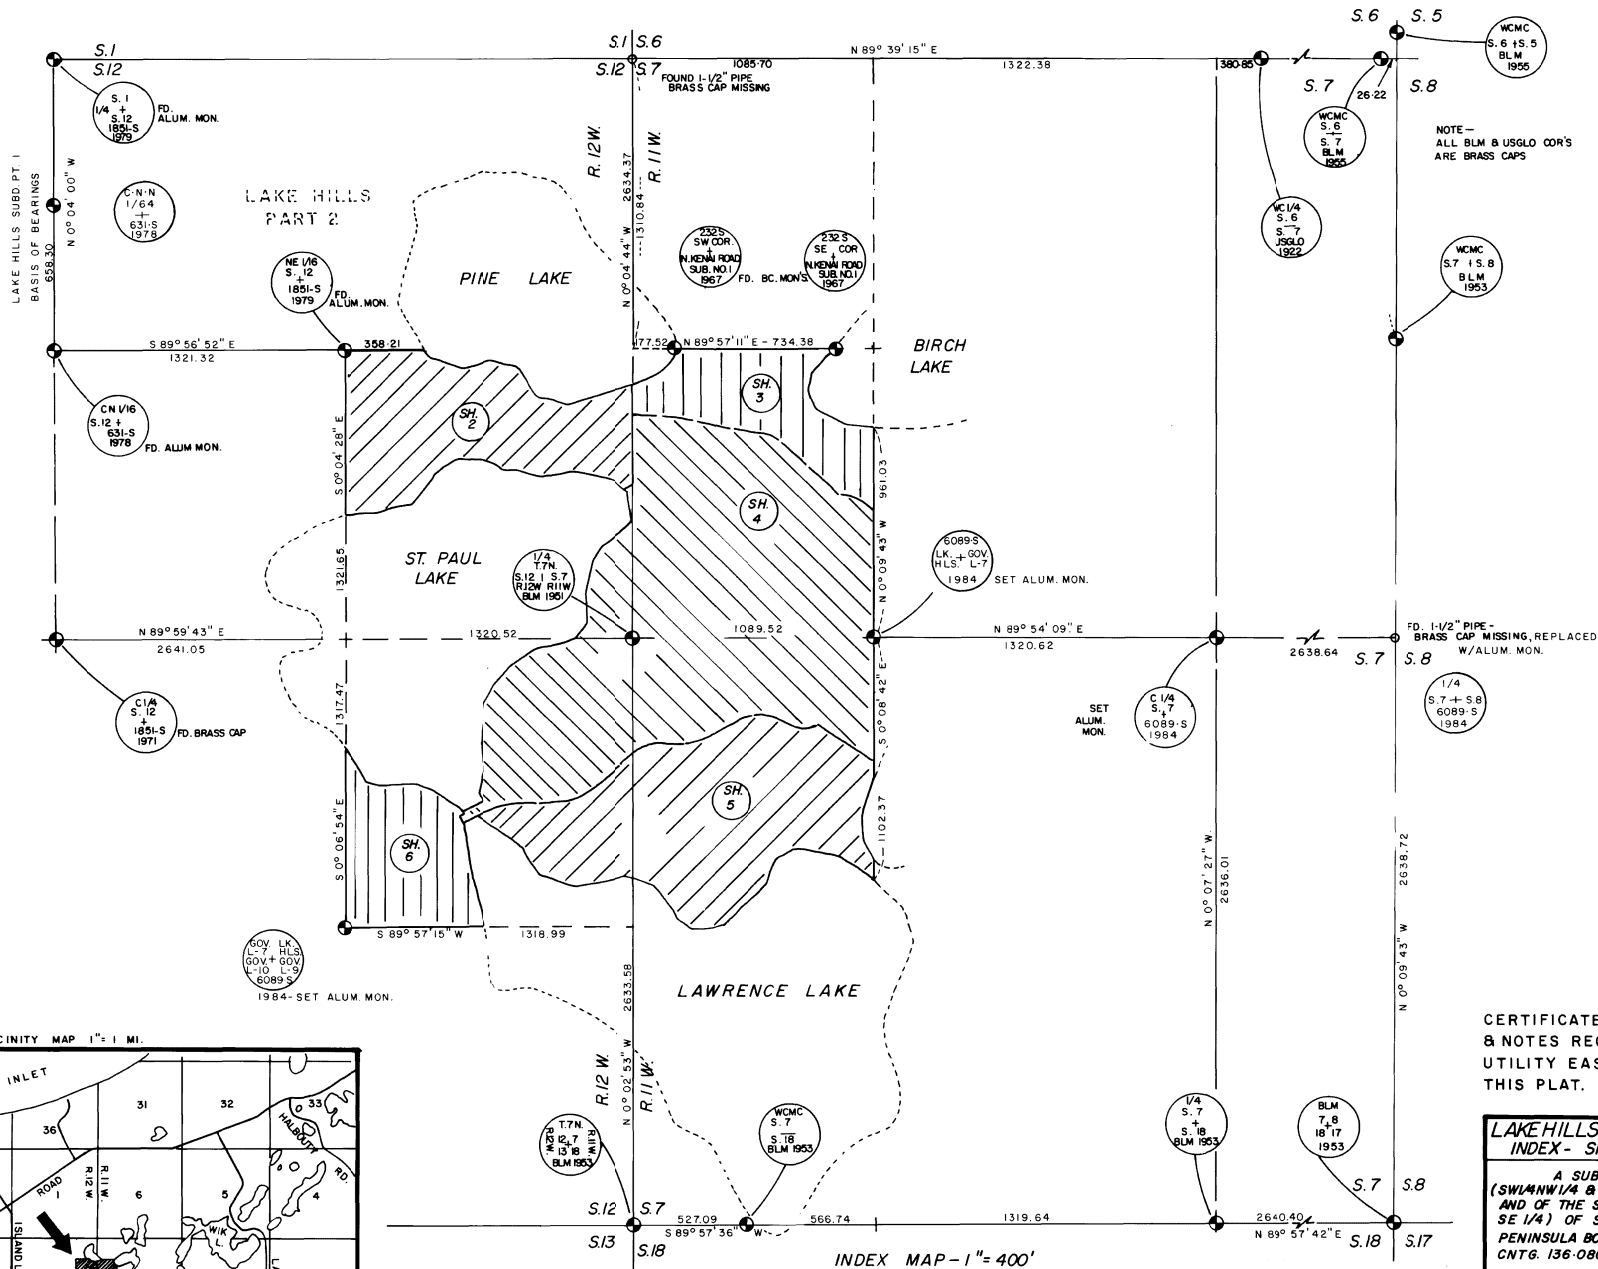 S.6 S.5
WCMC
S.6 S.5
BLM
1955
S.1
S.12
S.1 S.6
S.12 S.7
N 89° 39' 15" E
1085.70
1322.38
380.85
FOUND 1-1/2" PIPE
BRASS CAP MISSING
S.7 S.8
26.22
S. 1
1/4 +
S.12
1851-S
1979
FD.
ALUM. MON.
WCMC
S. 6
S. 7
BLM
1955
NOTE —
ALL BLM & USGLO COR'S
ARE BRASS CAPS
LAKE HILLS SUBD. PT. 1
BASIS OF BEARINGS
N 0° 04' 00" W
658.30
C-N-N
1/64
+
631-S
1978
LAKE HILLS
PART 2
R.12W.
R.11W.
2634.37
1310.84
N 0° 04' 44" W
WC1/4
S. 6
S. 7
USGLO
1922
NE 1/16
S. 12
+
1851-S
1979
FD.
ALUM. MON.
PINE LAKE
232 S
SW COR.
+
N.KENAI ROAD
SUB. NO.1
1967
FD. BC. MON'S
232 S
SE COR
+
N.KENAI ROAD
SUB. NO.1
1967
WCMC
S.7 S.8
BLM
1953
S 89° 56' 52" E
1321.32
358.21
77.52
N 89° 57' 11" E - 734.38
BIRCH
LAKE
CN 1/16
S.12 +
631-S
1978
FD. ALUM MON.
S 0° 04' 28" E
1321.65
SH.
2
SH.
3
SH.
4
961.03
N 0° 09' 43" W
ST. PAUL
LAKE
1/4
T.7N.
S.12 S.7
R.12W R11W
BLM 1951
6089-S
LK. + GOV.
HLS. L-7
1984
SET ALUM. MON.
N 89° 59' 43" E
2641.05
1320.52
1089.52
N 89° 54' 09" E
1320.62
2638.64
FD. 1-1/2" PIPE -
BRASS CAP MISSING, REPLACED
W/ALUM. MON.
S. 7 S. 8
1/4
S.7 + S.8
6089-S
1984
C1/4
S. 12
+
1851-S
1971
FD. BRASS CAP
1317.47
S 0° 06' 54" E
S 0° 08' 42" E
1102.37
SET
ALUM.
MON.
C 1/4
S. 7
+
6089-S
1984
SH.
5
SH.
6
N 0° 07' 27" W
2636.01
2638.72
N 0° 09' 43" W
S 89° 57' 15" W
1318.99
GOV. LK.
L-7 HLS.
GOV. + GOV.
L-10 L-9
6089-S
1984-SET ALUM. MON.
LAWRENCE LAKE
2633.58
N 0° 02' 53" W
R.12 W.
R.11 W.
CERTIFICATE
& NOTES REC
UTILITY EAS
THIS PLAT.
CINITY MAP 1"= 1 MI.
INLET
31
32
33
36
HALBOUTY
RD.
ROAD
1
R.12 W.
R.11 W.
6
5
4
WIK
L.
ISLAND L
T.7N.
12 7
13 18
R.12W.
R.11W.
BLM 1953
WCMC
S. 7
S. 18
BLM 1953
1/4
S. 7
+
S. 18
BLM 1953
BLM
7 8
+
18 17
1953
S.12 S.7
S.13 S.18
527.09
S 89° 57' 36" W
566.74
1319.64
2640.40
N 89° 57' 42" E
S.7 S.8
S.18 S.17
INDEX MAP - 1"= 400'
LAKE HILLS
INDEX - S
A SUB
(SW1/4NW1/4 &
AND OF THE S
SE 1/4) OF S
PENINSULA BO
CNTG. 136.08